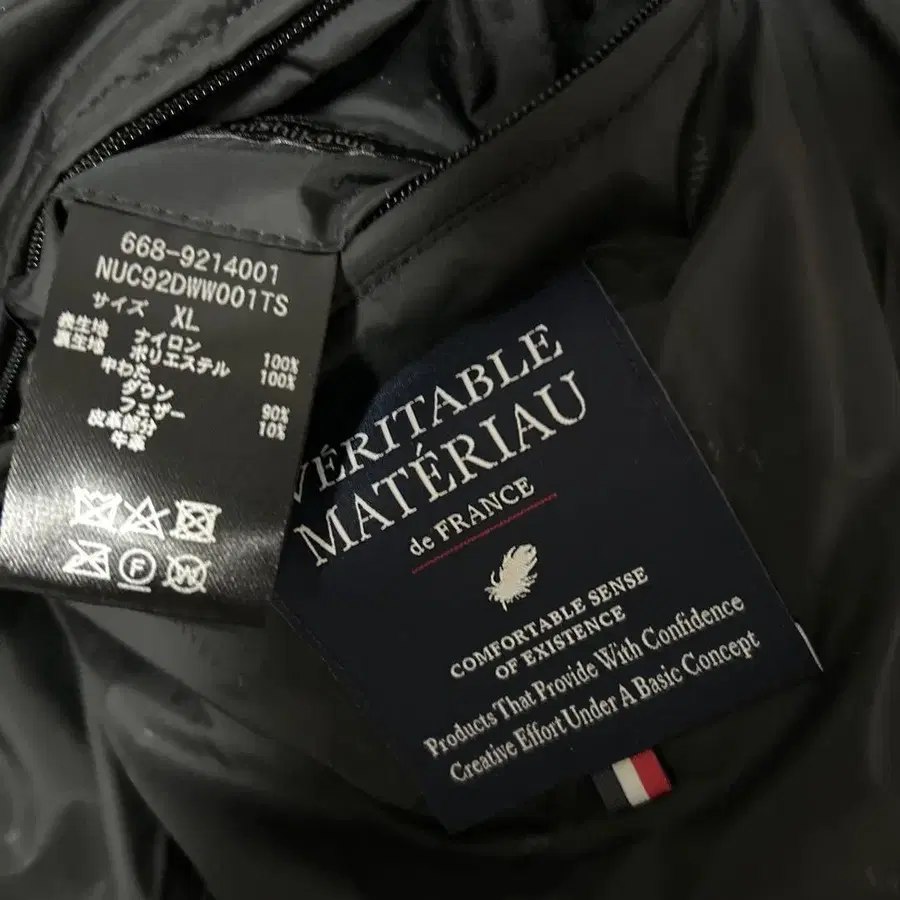 nishikawa
668-9214001
NUC92DWW001TS
サイズ XL
表生地 ナイロン 100%
裏生地 ポリエステル 100%
中わた
ダウン 90%
フェザー 10%
皮革部分
牛革
F
W
VÉRITABLE
MATÉRIAU
de FRANCE
COMFORTABLE SENSE
OF EXISTENCE
Products That Provide With Confidence
Creative Effort Under A Basic Concept